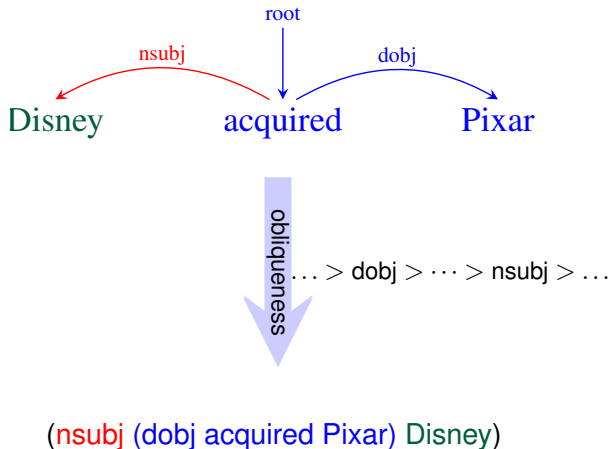 root
nsubj dobj
Disney acquired Pixar
obliqueness
… > dobj > ⋯ > nsubj > …
(nsubj (dobj acquired Pixar) Disney)